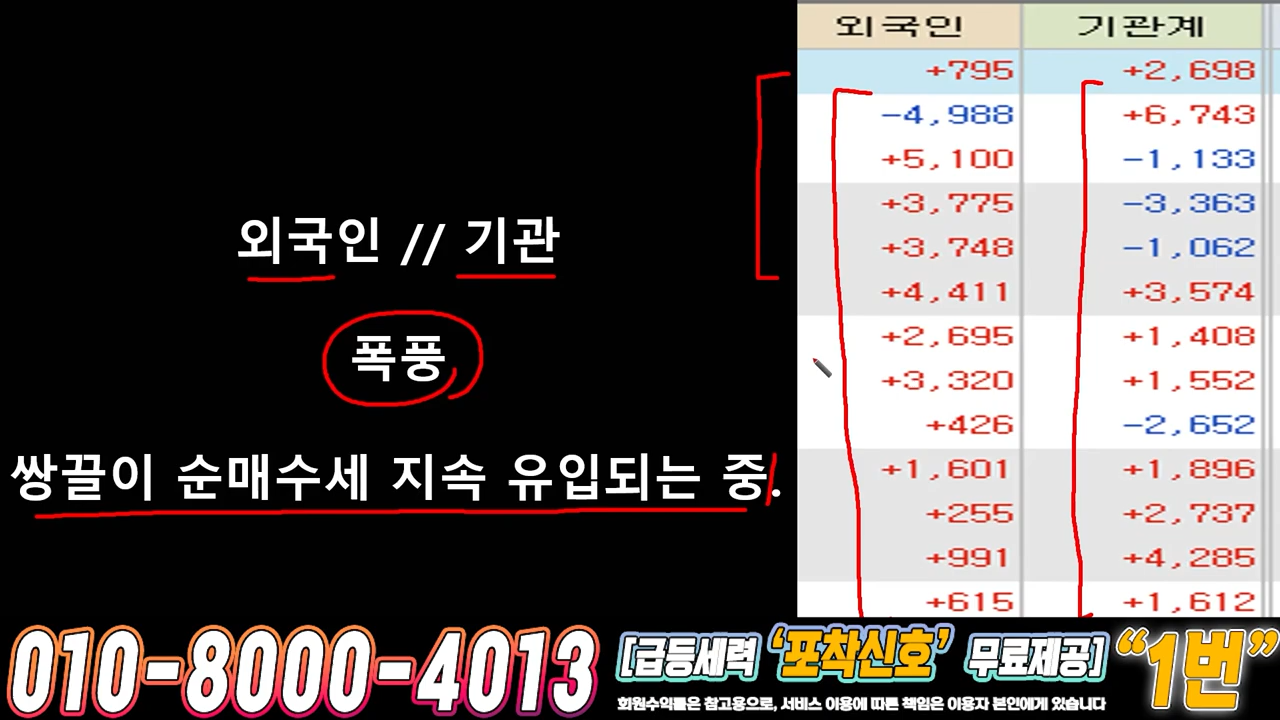 외국인 // 기관
폭풍
쌍끌이 순매수세 지속 유입되는 중.
외국인 기관계
+795 +2,698
-4,988 +6,743
+5,100 -1,133
+3,775 -3,363
+3,748 -1,062
+4,411 +3,574
+2,695 +1,408
+3,320 +1,552
+426 -2,652
+1,601 +1,896
+255 +2,737
+991 +4,285
+615 +1,612
010-8000-4013
[급등세력 '포착신호' 무료제공] "1번"
회원수익률은 참고용으로, 서비스 이용에 따른 책임은 이용자 본인에게 있습니다